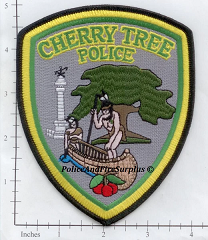 CHERRY TREE
POLICE
PoliceAndFireSurplus ©
Inches
1
2
3
4